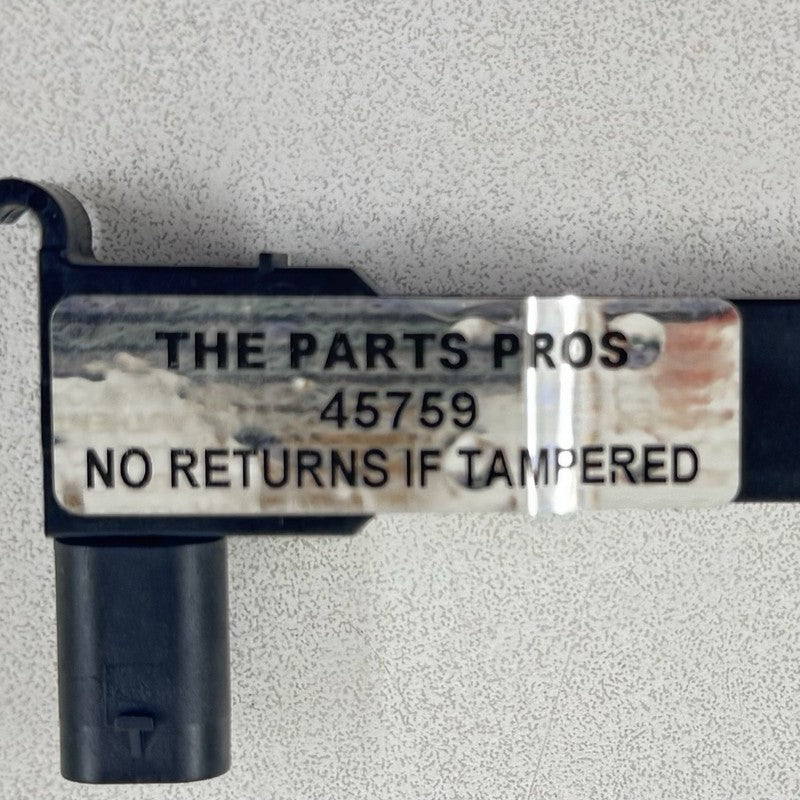 THE PARTS PROS
45759
NO RETURNS IF TAMPERED
T